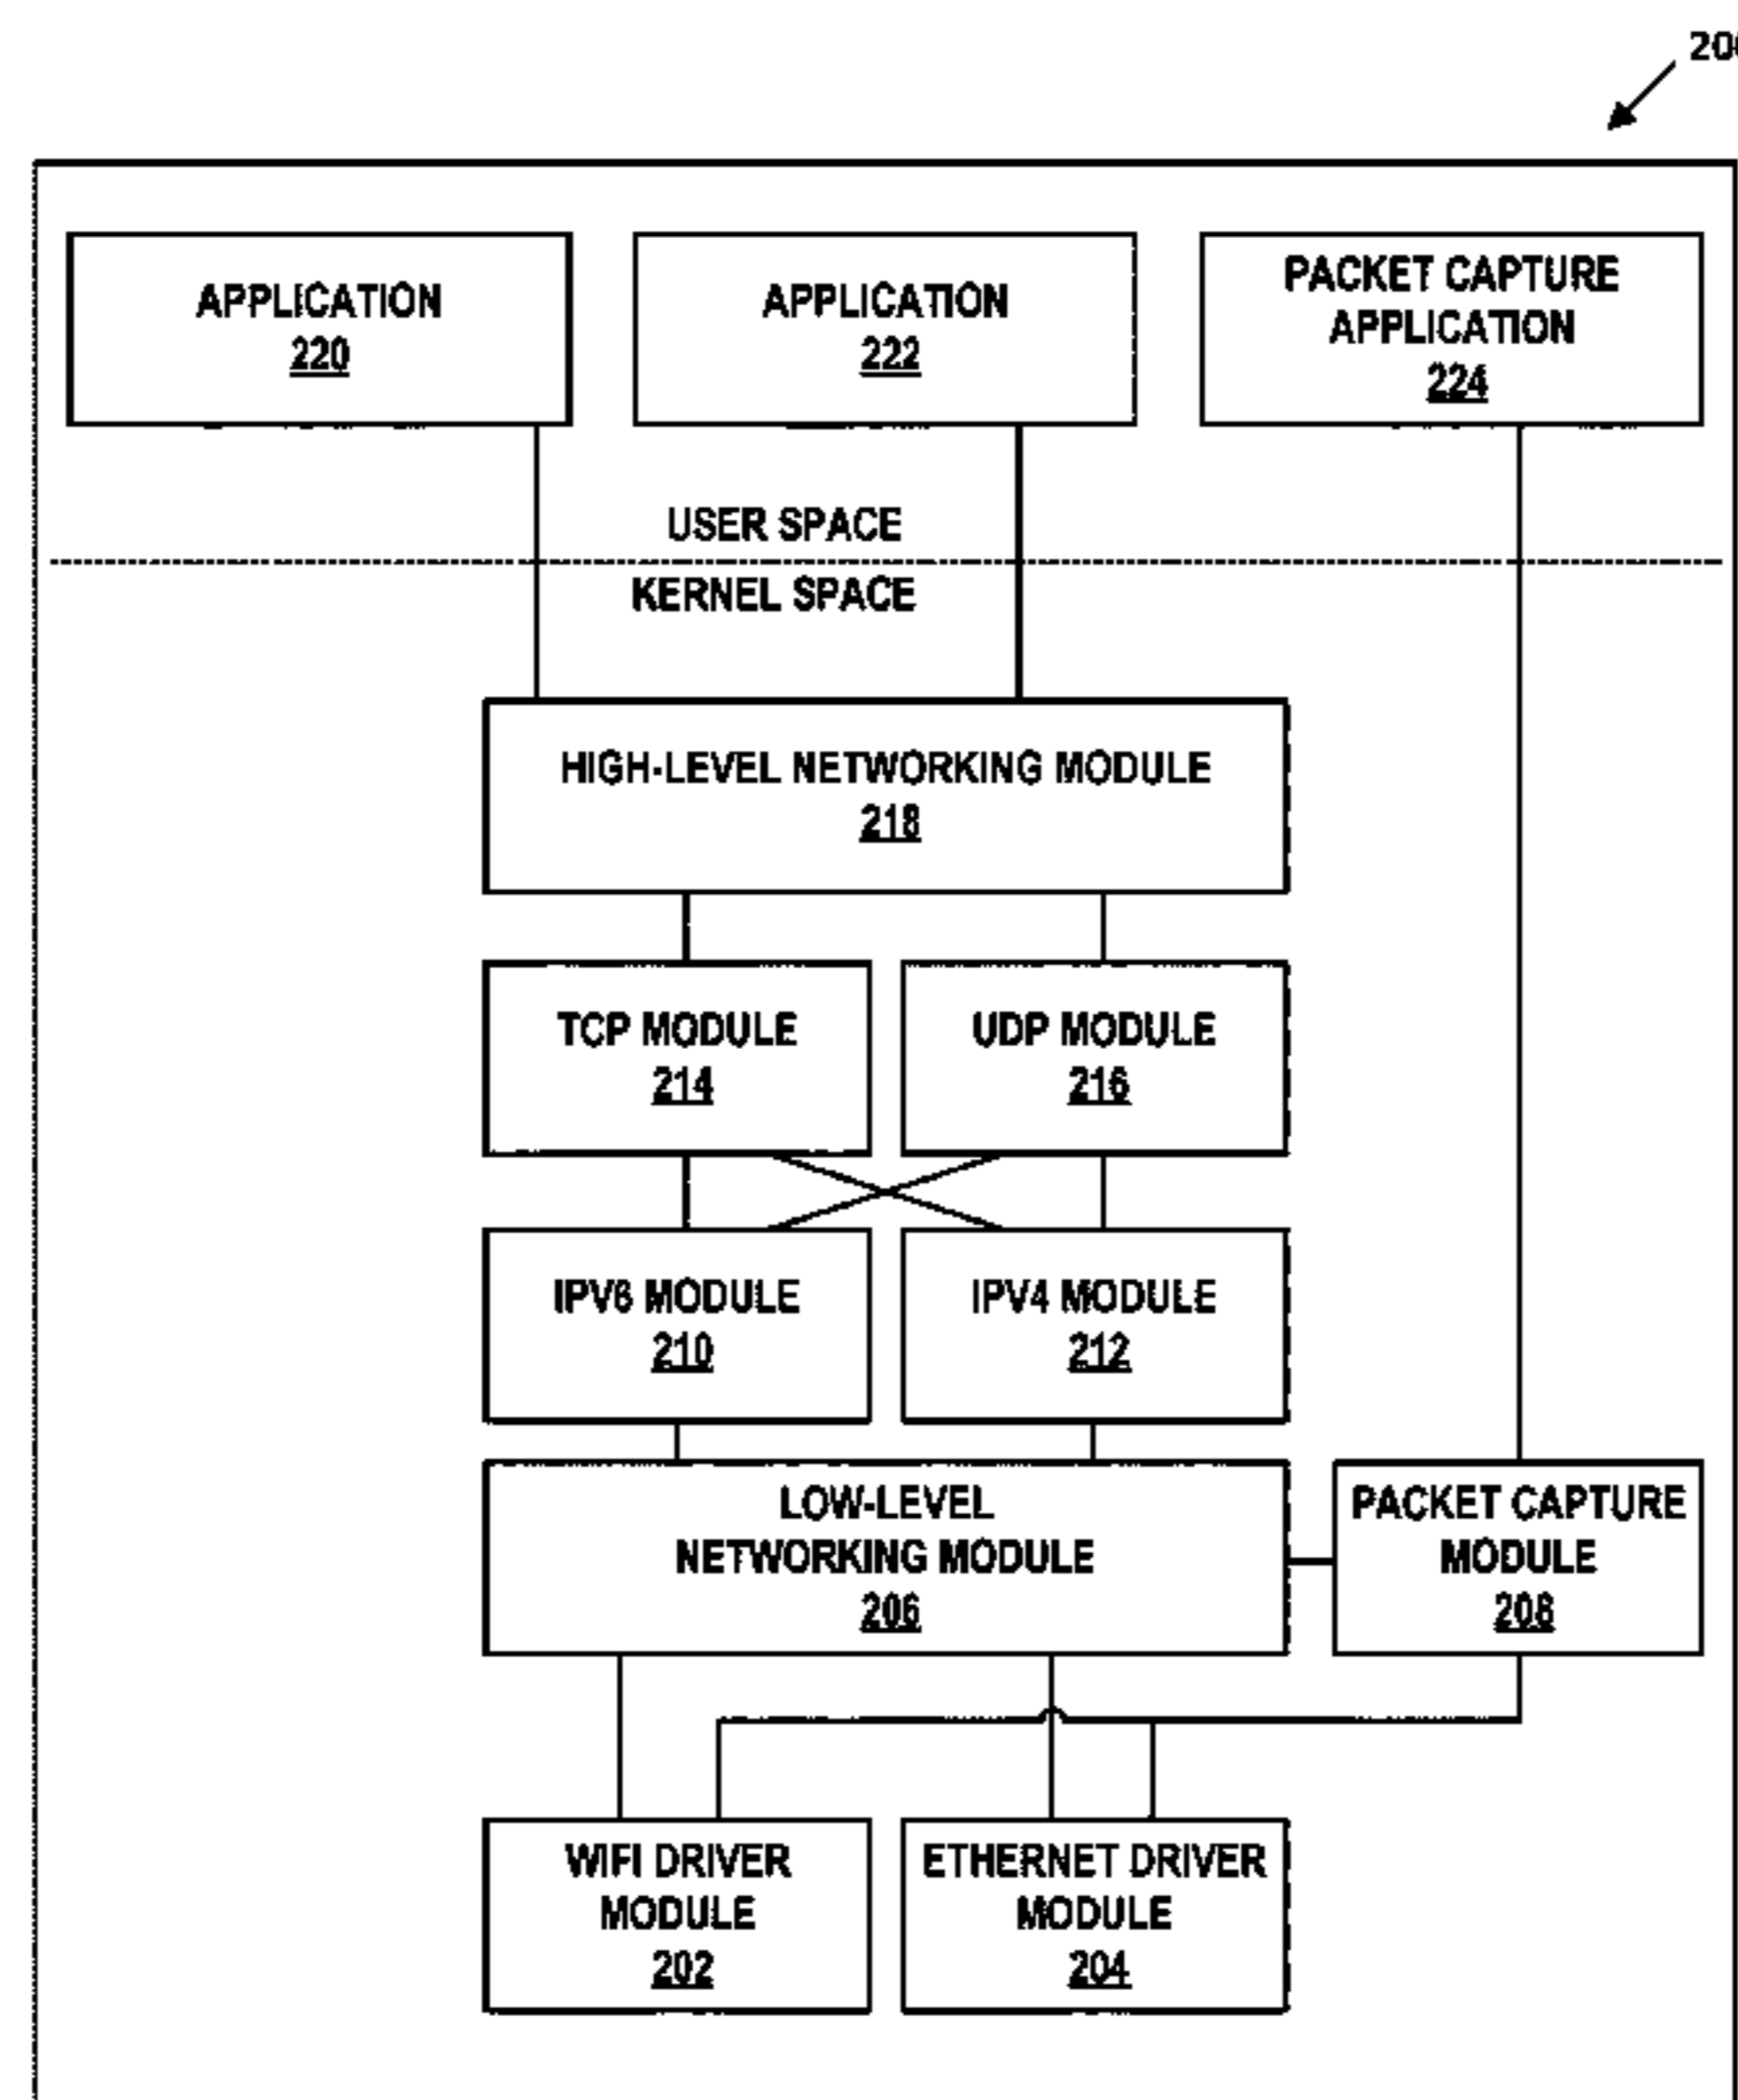 200
APPLICATION
220
APPLICATION
222
PACKET CAPTURE
APPLICATION
224
USER SPACE
KERNEL SPACE
HIGH-LEVEL NETWORKING MODULE
218
TCP MODULE
214
UDP MODULE
216
IPV6 MODULE
210
IPV4 MODULE
212
LOW-LEVEL
NETWORKING MODULE
206
PACKET CAPTURE
MODULE
208
WIFI DRIVER
MODULE
202
ETHERNET DRIVER
MODULE
204